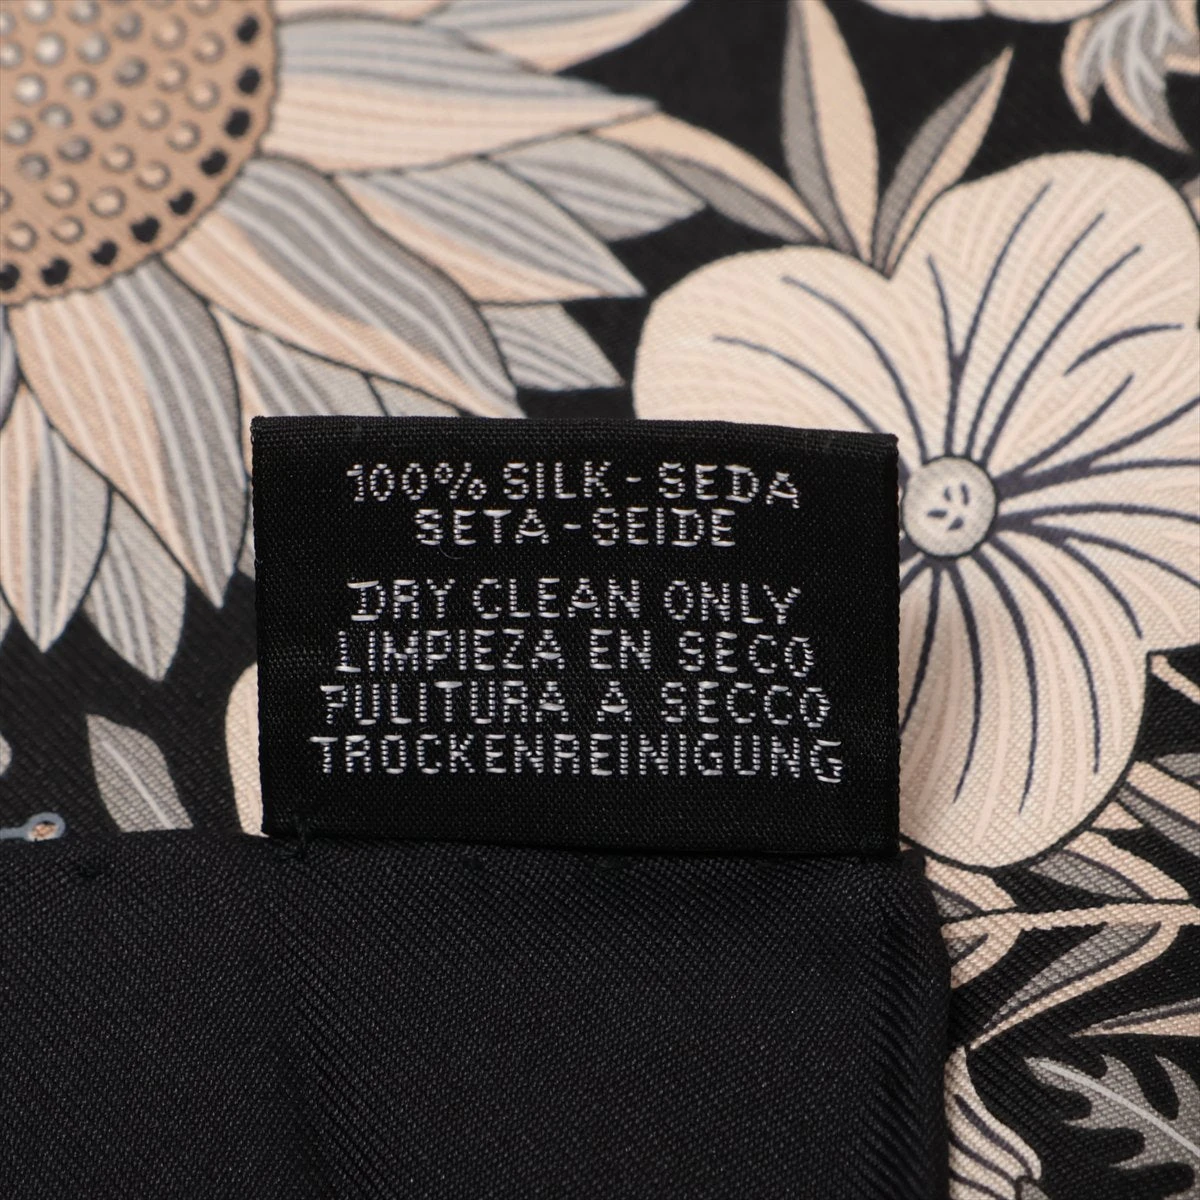 100% SILK - SEDA
SETA - SEIDE
DRY CLEAN ONLY
LIMPIEZA EN SECO
PULITURA A SECCO
TROCKENREINIGUNG